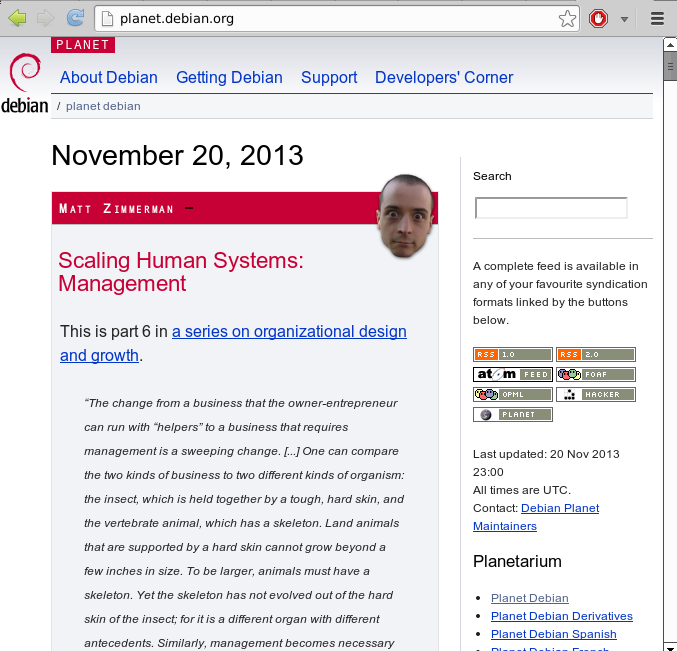 planet.debian.org
PLANET
debian
About Debian Getting Debian Support Developers' Corner
/ planet debian
November 20, 2013
Matt Zimmerman –
Scaling Human Systems:
Management
This is part 6 in a series on organizational design
and growth.
“The change from a business that the owner-entrepreneur
can run with “helpers” to a business that requires
management is a sweeping change. [...] One can compare
the two kinds of business to two different kinds of organism:
the insect, which is held together by a tough, hard skin, and
the vertebrate animal, which has a skeleton. Land animals
that are supported by a hard skin cannot grow beyond a
few inches in size. To be larger, animals must have a
skeleton. Yet the skeleton has not evolved out of the hard
skin of the insect; for it is a different organ with different
antecedents. Similarly, management becomes necessary
Search
A complete feed is available in
any of your favourite syndication
formats linked by the buttons
below.
RSS 1.0 RSS 2.0
atom FEED FOAF
OPML HACKER
PLANET
Last updated: 20 Nov 2013
23:00
All times are UTC.
Contact: Debian Planet
Maintainers
Planetarium
Planet Debian
Planet Debian Derivatives
Planet Debian Spanish
Planet Debian French